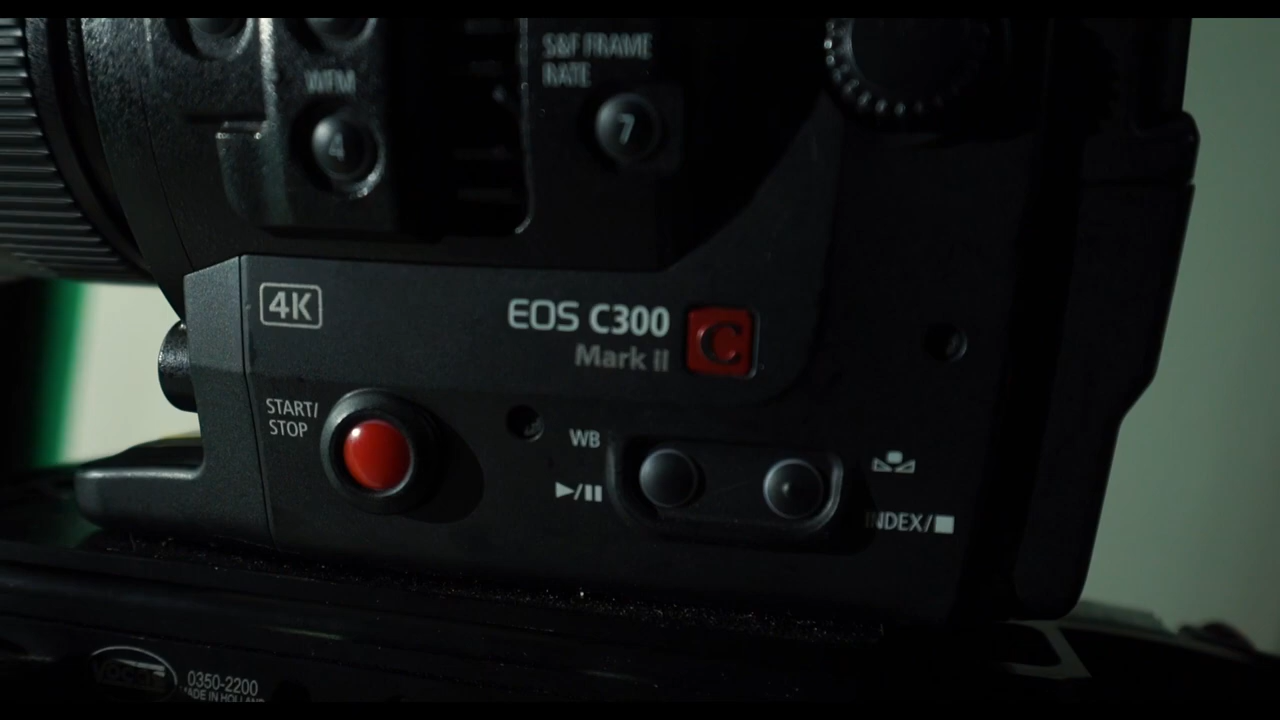 S&F FRAME
RATE
WFM
4
7
4K
EOS C300
Mark II
C
START/
STOP
WB
INDEX/
VOCAS
0350-2200
MADE IN HOLLAND